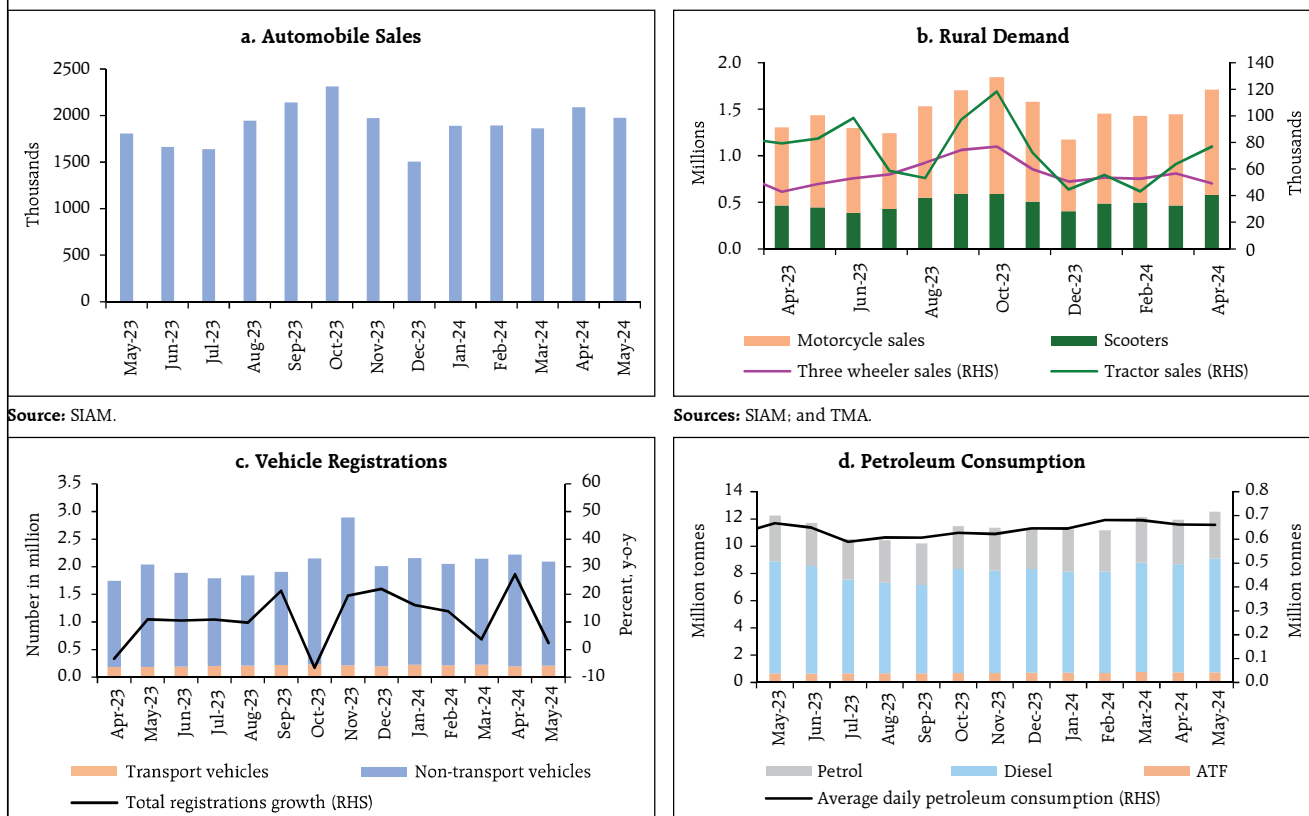 a. Automobile Sales
Thousands
2500
2000
1500
1000
500
0
May-23
Jun-23
Jul-23
Aug-23
Sep-23
Oct-23
Nov-23
Dec-23
Jan-24
Feb-24
Mar-24
Apr-24
May-24
Source: SIAM.
b. Rural Demand
Millions
2.0
1.5
1.0
0.5
0.0
140
120
100
80
60
40
20
0
Thousands
Apr-23
Jun-23
Aug-23
Oct-23
Dec-23
Feb-24
Apr-24
Motorcycle sales
Scooters
Three wheeler sales (RHS)
Tractor sales (RHS)
Sources: SIAM; and TMA.
c. Vehicle Registrations
Number in million
3.5
3.0
2.5
2.0
1.5
1.0
0.5
0.0
60
50
40
30
20
10
0
-10
Percent, y-o-y
Apr-23
May-23
Jun-23
Jul-23
Aug-23
Sep-23
Oct-23
Nov-23
Dec-23
Jan-24
Feb-24
Mar-24
Apr-24
May-24
Transport vehicles
Non-transport vehicles
Total registrations growth (RHS)
d. Petroleum Consumption
Million tonnes
14
12
10
8
6
4
2
0
0.8
0.7
0.6
0.5
0.4
0.3
0.2
0.1
0.0
Million tonnes
May-23
Jun-23
Jul-23
Aug-23
Sep-23
Oct-23
Nov-23
Dec-23
Jan-24
Feb-24
Mar-24
Apr-24
May-24
Petrol
Diesel
ATF
Average daily petroleum consumption (RHS)